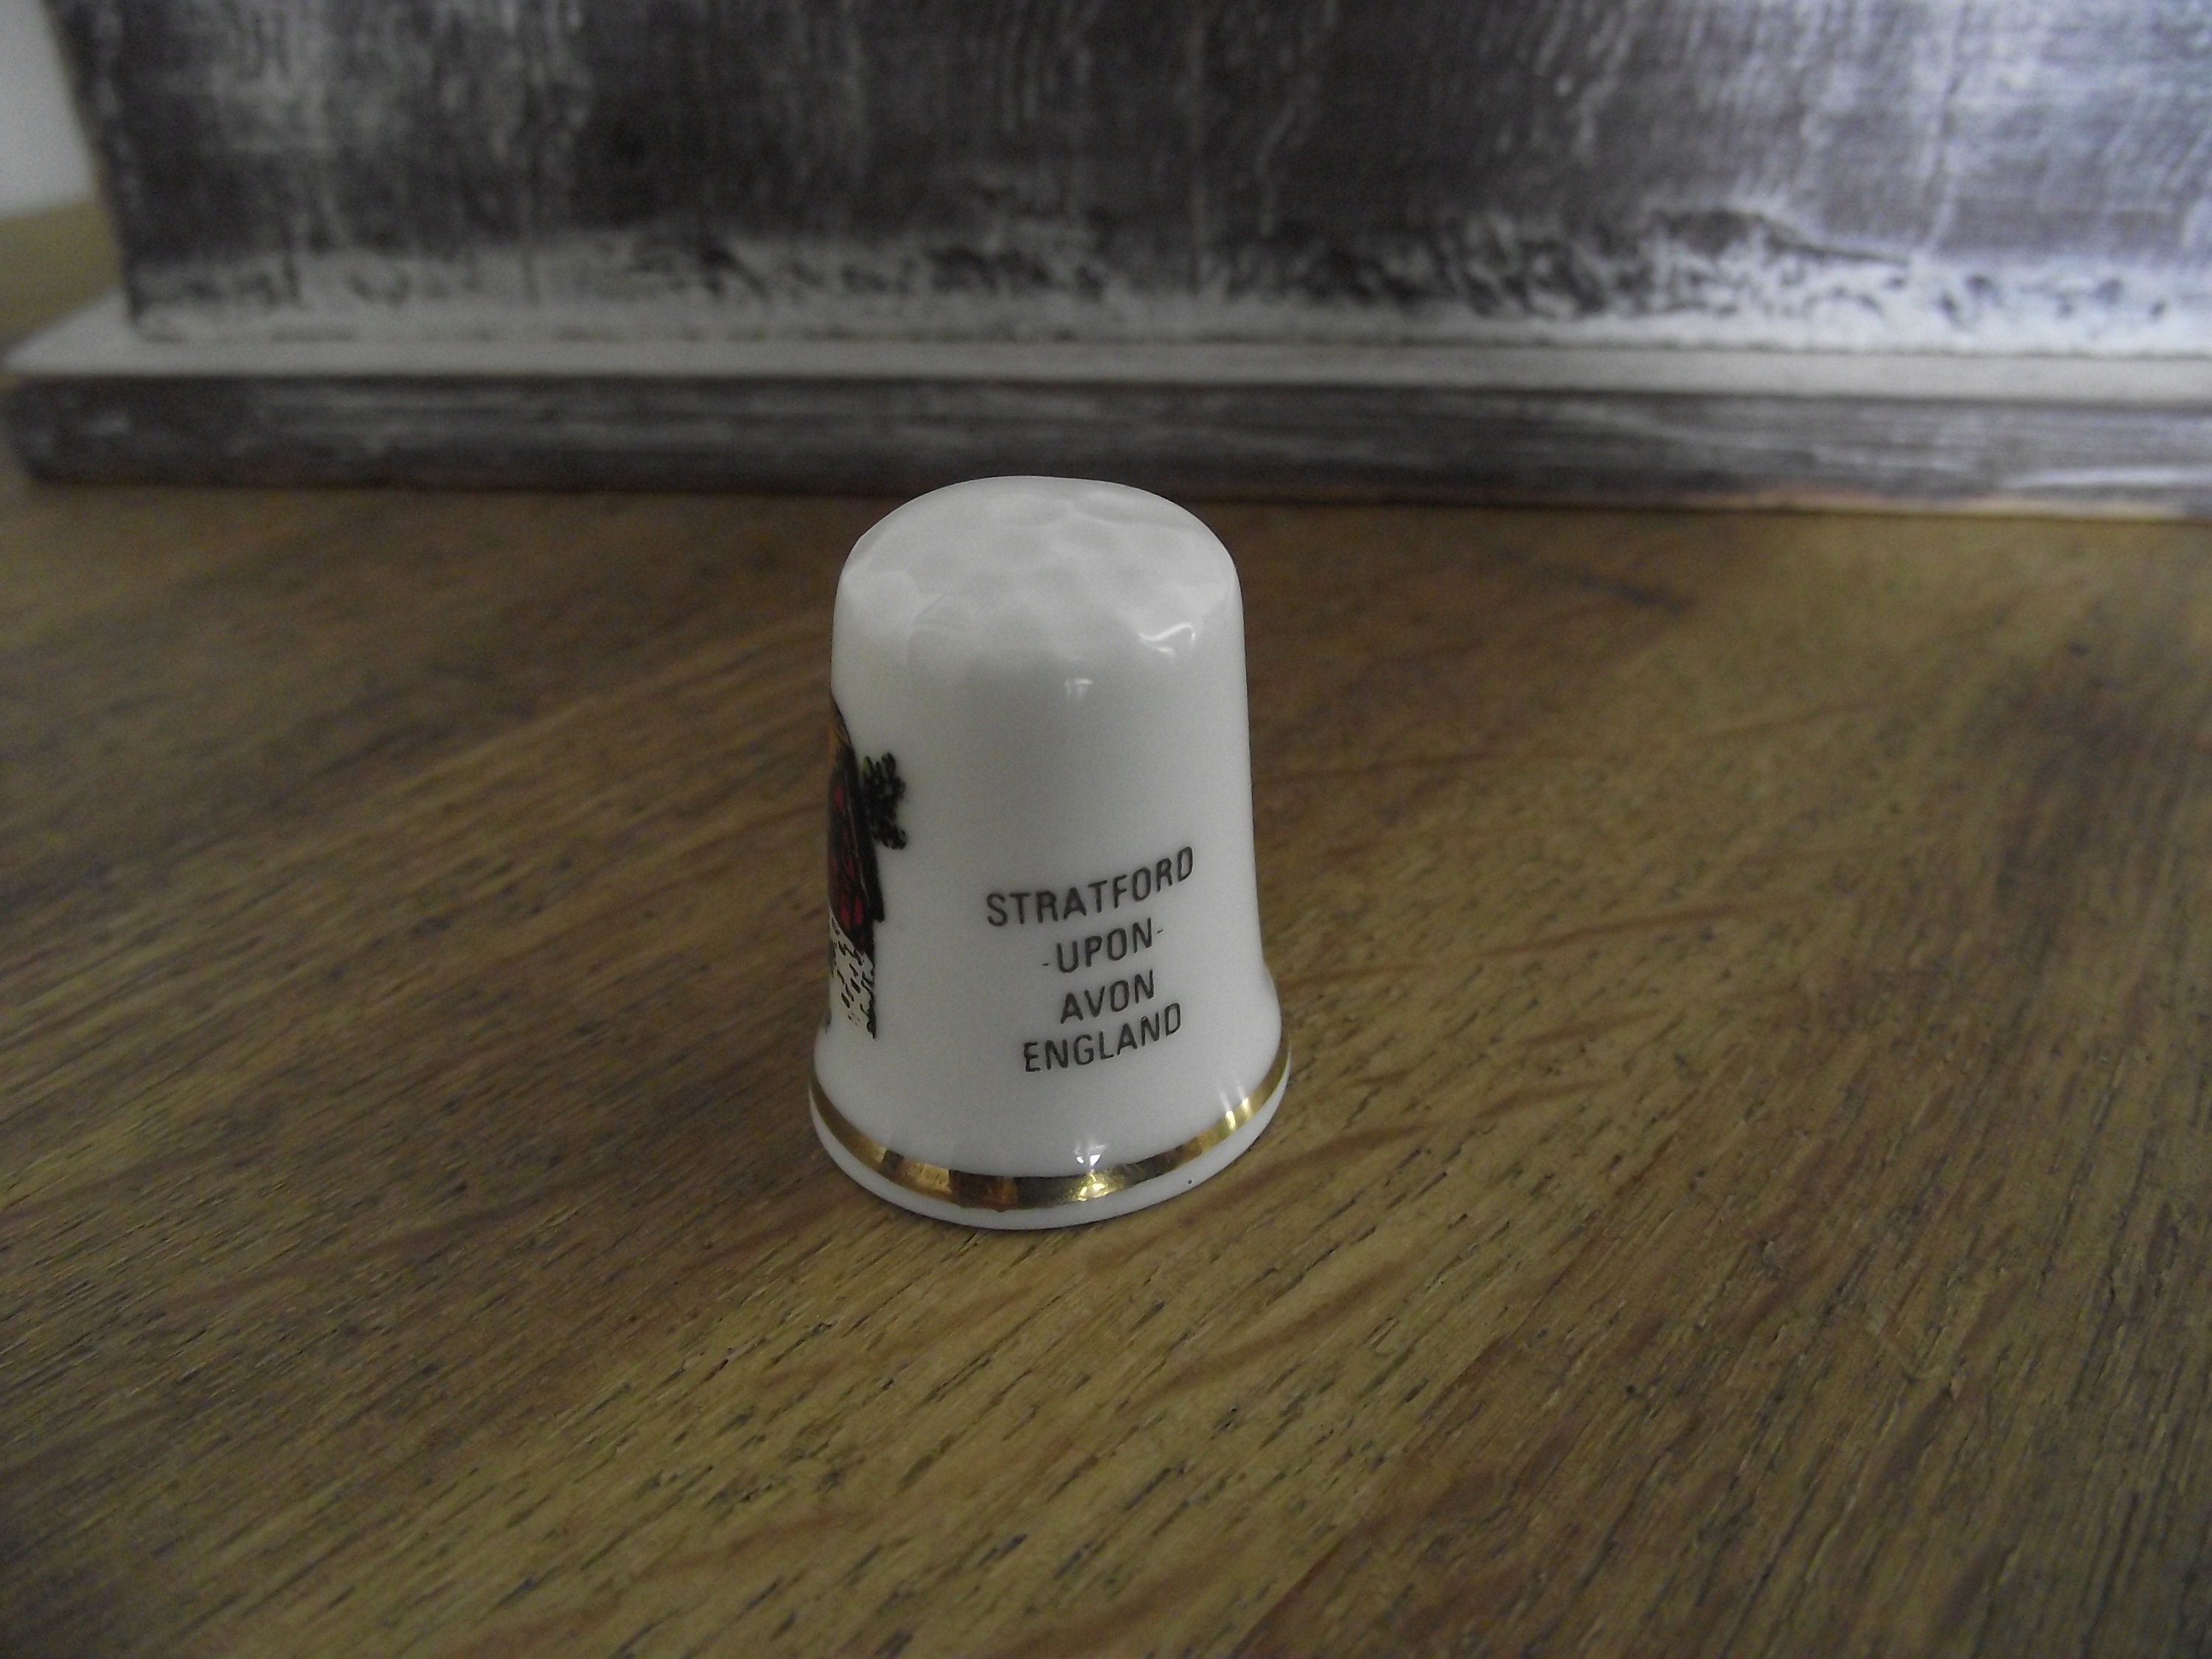 STRATFORD
-UPON-
AVON
ENGLAND